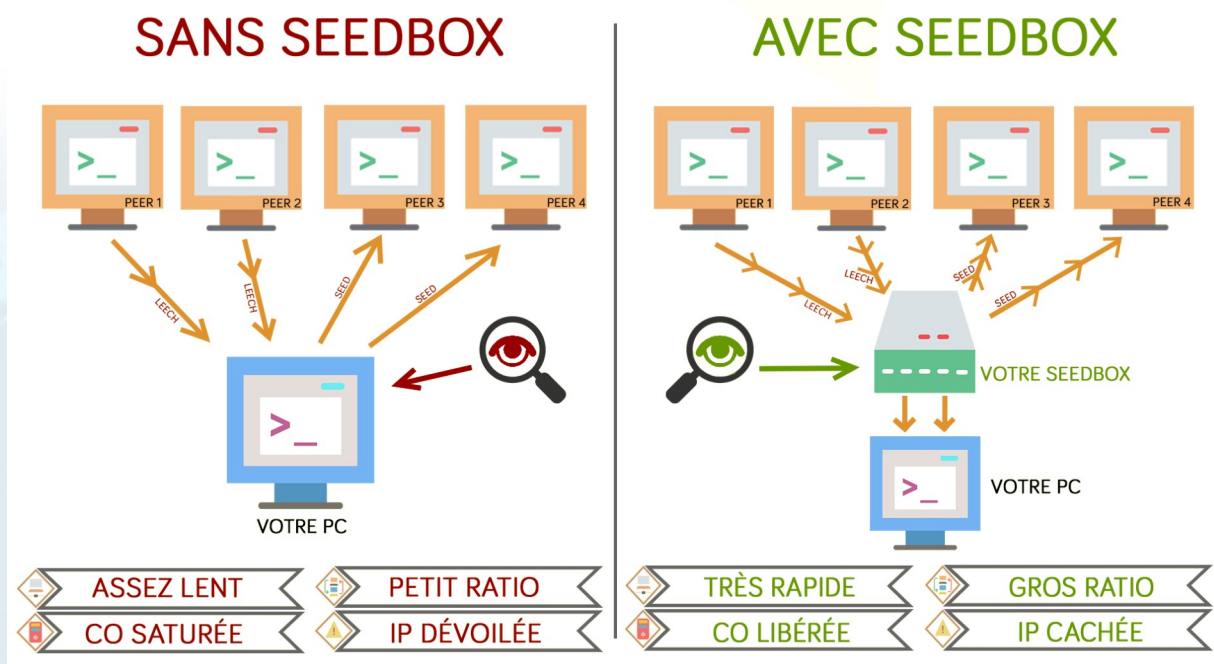 SANS SEEDBOX
>_
>_
>_
>_
PEER 1
PEER 2
PEER 3
PEER 4
LEECH
LEECH
SEED
SEED
>_
VOTRE PC
ASSEZ LENT
PETIT RATIO
CO SATURÉE
IP DÉVOILÉE
AVEC SEEDBOX
>_
>_
>_
>_
PEER 1
PEER 2
PEER 3
PEER 4
LEECH
LEECH
SEED
SEED
VOTRE SEEDBOX
>_
VOTRE PC
TRÈS RAPIDE
GROS RATIO
CO LIBÉRÉE
IP CACHÉE